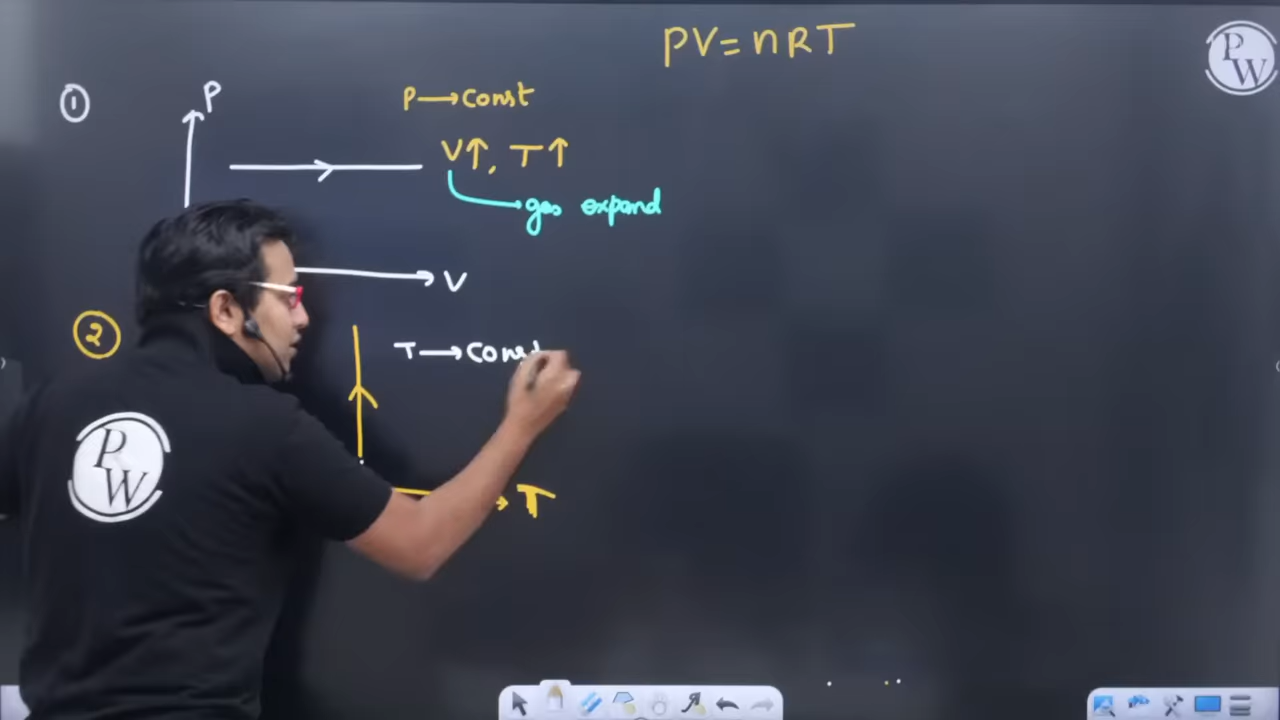 PV=nRT
PW
①
P
P→Const
V↑, T↑
gas expand
V
②
T→Const
T
PW